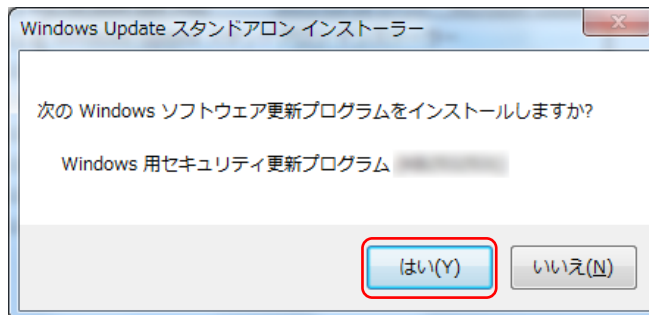 Windows Update スタンドアロン インストーラー
次の Windows ソフトウェア更新プログラムをインストールしますか?
Windows 用セキュリティ更新プログラム
はい(Y)
いいえ(N)